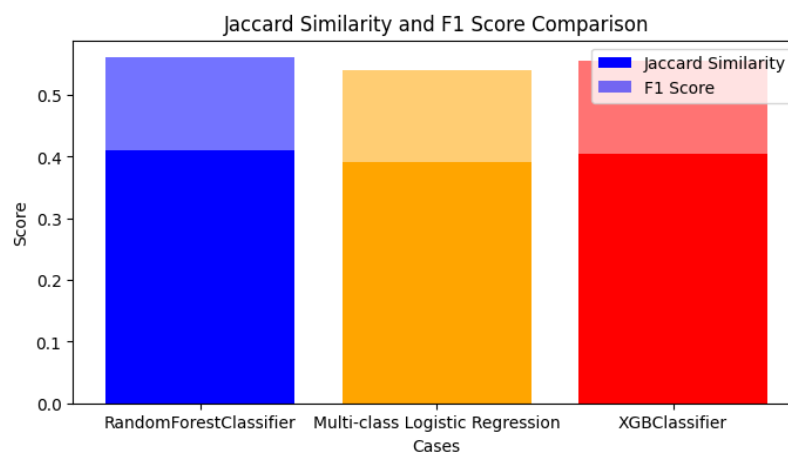 Jaccard Similarity and F1 Score Comparison
Jaccard Similarity
F1 Score
0.5
0.4
0.3
0.2
0.1
0.0
Score
RandomForestClassifier Multi-class Logistic Regression XGBClassifier
Cases